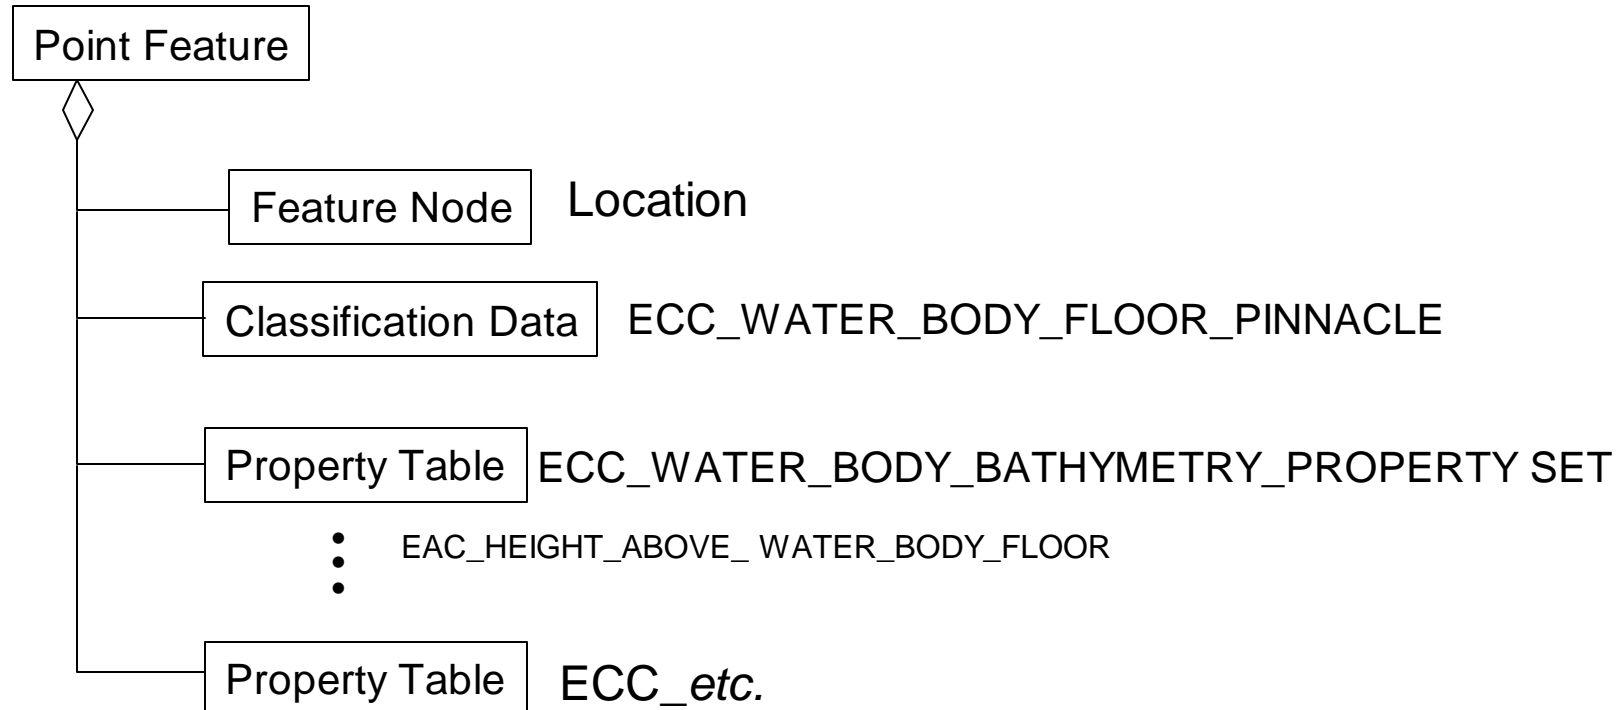 Point Feature
Feature Node Location
Classification Data ECC_WATER_BODY_FLOOR_PINNACLE
Property Table ECC_WATER_BODY_BATHYMETRY_PROPERTY SET
EAC_HEIGHT_ABOVE_ WATER_BODY_FLOOR
Property Table ECC_etc.